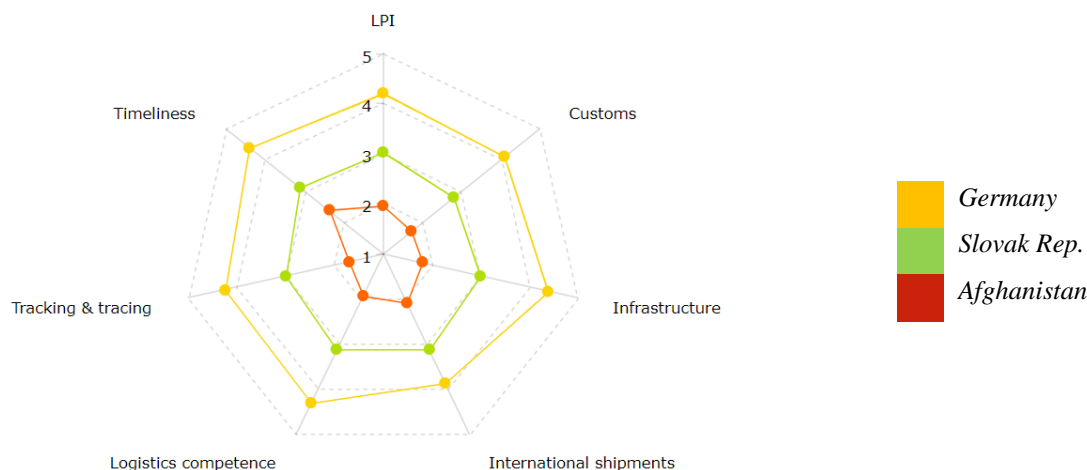 LPI
5
4
3
2
1
Timeliness
Customs
Tracking & tracing
Infrastructure
Logistics competence
International shipments
Germany
Slovak Rep.
Afghanistan